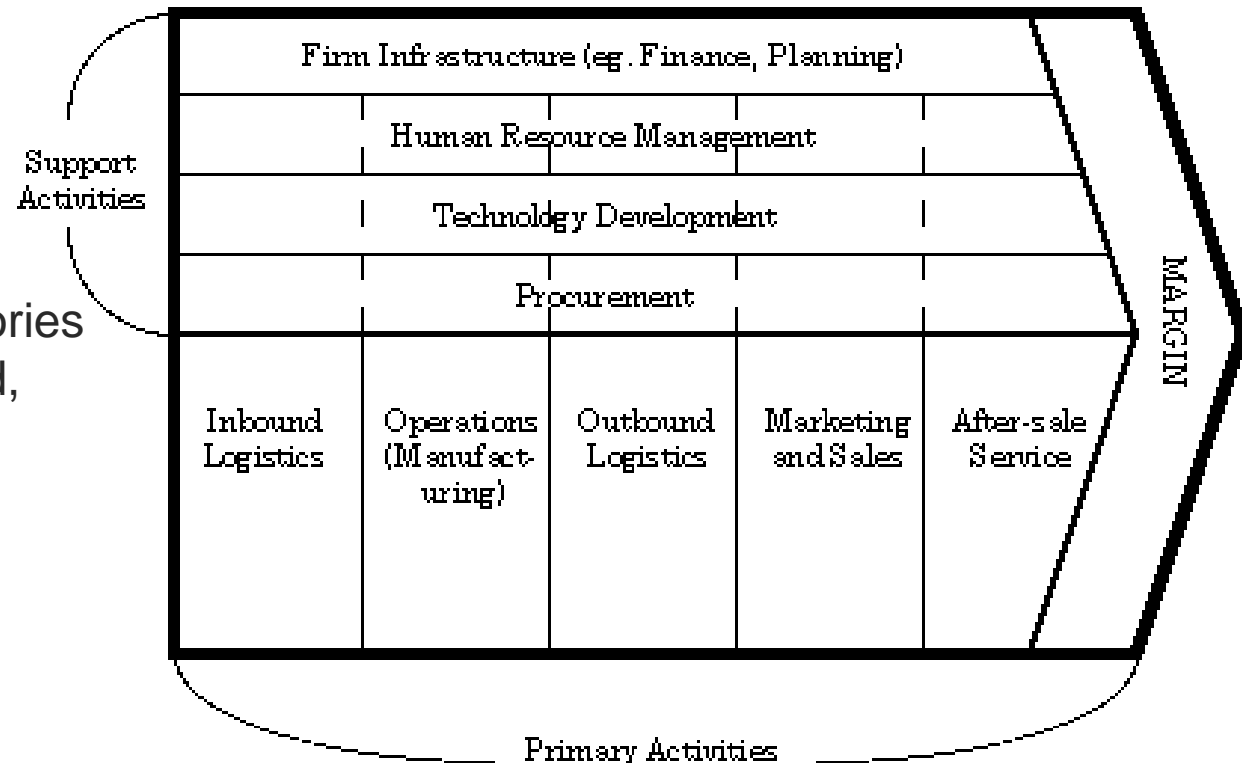 Firm Infrastructure (eg. Finance, Planning)
Human Resource Management
Support
Activities
Technology Development
Procurement
ories
d,
Inbound
Logistics
Operations
(Manufact-
uring)
Outbound
Logistics
Marketing
and Sales
After-sale
Service
MARGIN
Primary Activities